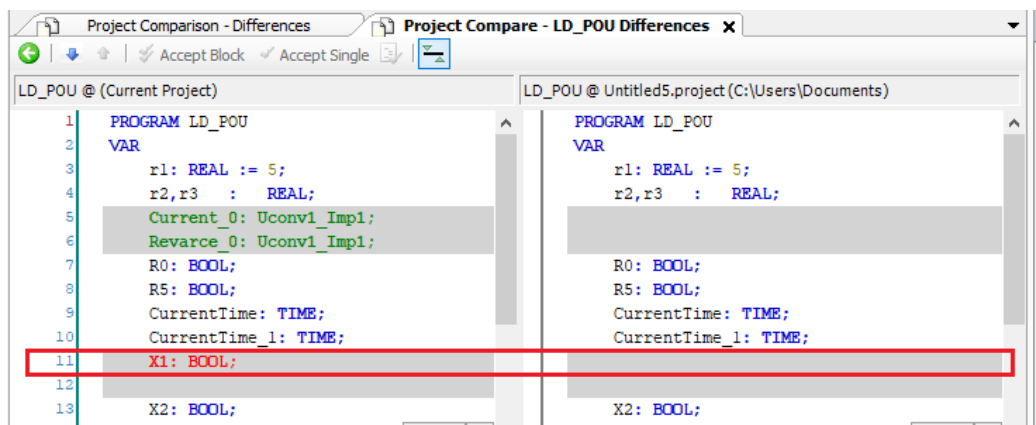 Project Comparison - Differences Project Compare - LD_POU Differences X
Accept Block Accept Single
LD_POU @ (Current Project) LD_POU @ Untitled5.project (C:\Users\Documents)
1 PROGRAM LD_POU PROGRAM LD_POU
2 VAR VAR
3 r1: REAL := 5; r1: REAL := 5;
4 r2,r3 : REAL; r2,r3 : REAL;
5 Current_0: Uconv1_Imp1;
6 Revarce_0: Uconv1_Imp1;
7 R0: BOOL; R0: BOOL;
8 R5: BOOL; R5: BOOL;
9 CurrentTime: TIME; CurrentTime: TIME;
10 CurrentTime_1: TIME; CurrentTime_1: TIME;
11 X1: BOOL;
12
13 X2: BOOL; X2: BOOL;